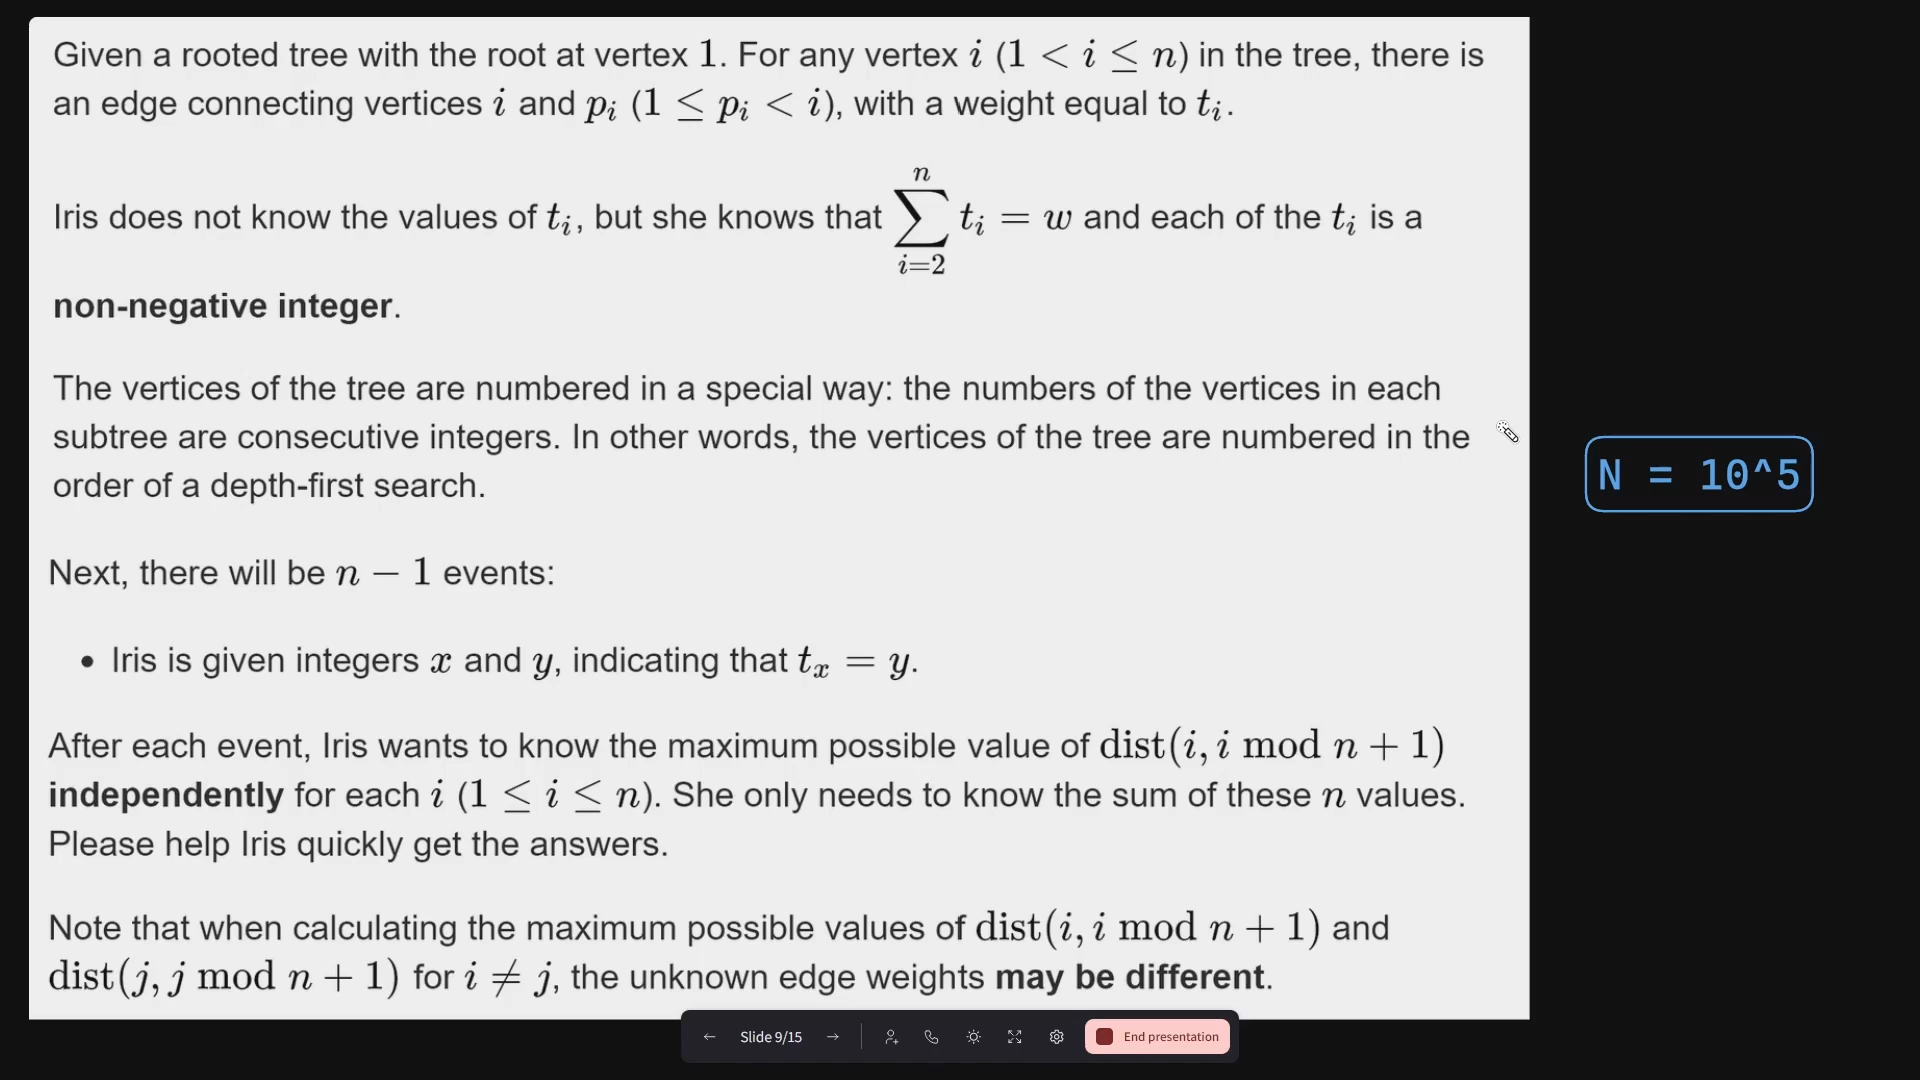 Given a rooted tree with the root at vertex 1. For any vertex i (1 < i ≤ n) in the tree, there is
an edge connecting vertices i and p_i (1 ≤ p_i < i), with a weight equal to t_i.
Iris does not know the values of t_i, but she knows that \sum_{i=2}^{n} t_i = w and each of the t_i is a
non-negative integer.
The vertices of the tree are numbered in a special way: the numbers of the vertices in each
subtree are consecutive integers. In other words, the vertices of the tree are numbered in the
order of a depth-first search.
N = 10^5
Next, there will be n − 1 events:
• Iris is given integers x and y, indicating that t_x = y.
After each event, Iris wants to know the maximum possible value of dist(i, i mod n + 1)
independently for each i (1 ≤ i ≤ n). She only needs to know the sum of these n values.
Please help Iris quickly get the answers.
Note that when calculating the maximum possible values of dist(i, i mod n + 1) and
dist(j, j mod n + 1) for i ≠ j, the unknown edge weights may be different.
← Slide 9/15 → End presentation